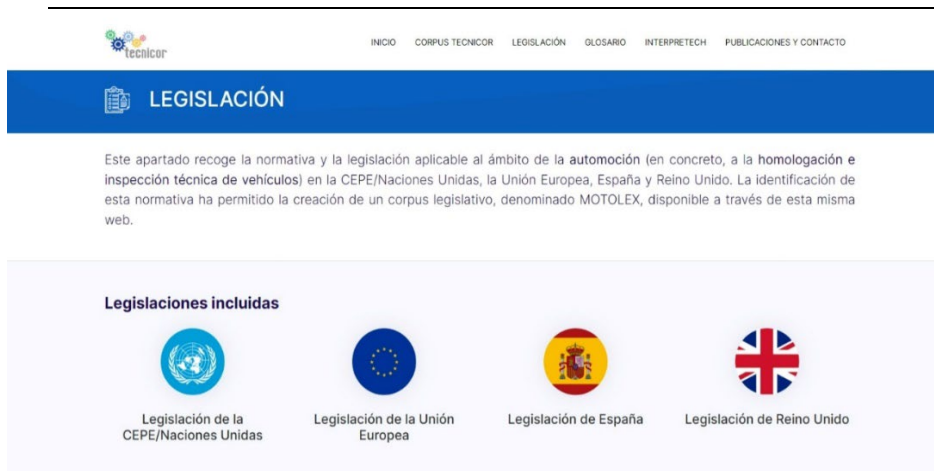 tecnicor
INICIO CORPUS TECNICOR LEGISLACIÓN GLOSARIO INTERPRETECH PUBLICACIONES Y CONTACTO
LEGISLACIÓN
Este apartado recoge la normativa y la legislación aplicable al ámbito de la automoción (en concreto, a la homologación e
inspección técnica de vehículos) en la CEPE/Naciones Unidas, la Unión Europea, España y Reino Unido. La identificación de
esta normativa ha permitido la creación de un corpus legislativo, denominado MOTOLEX, disponible a través de esta misma
web.
Legislaciones incluidas
Legislación de la
CEPE/Naciones Unidas
Legislación de la Unión
Europea
Legislación de España
Legislación de Reino Unido